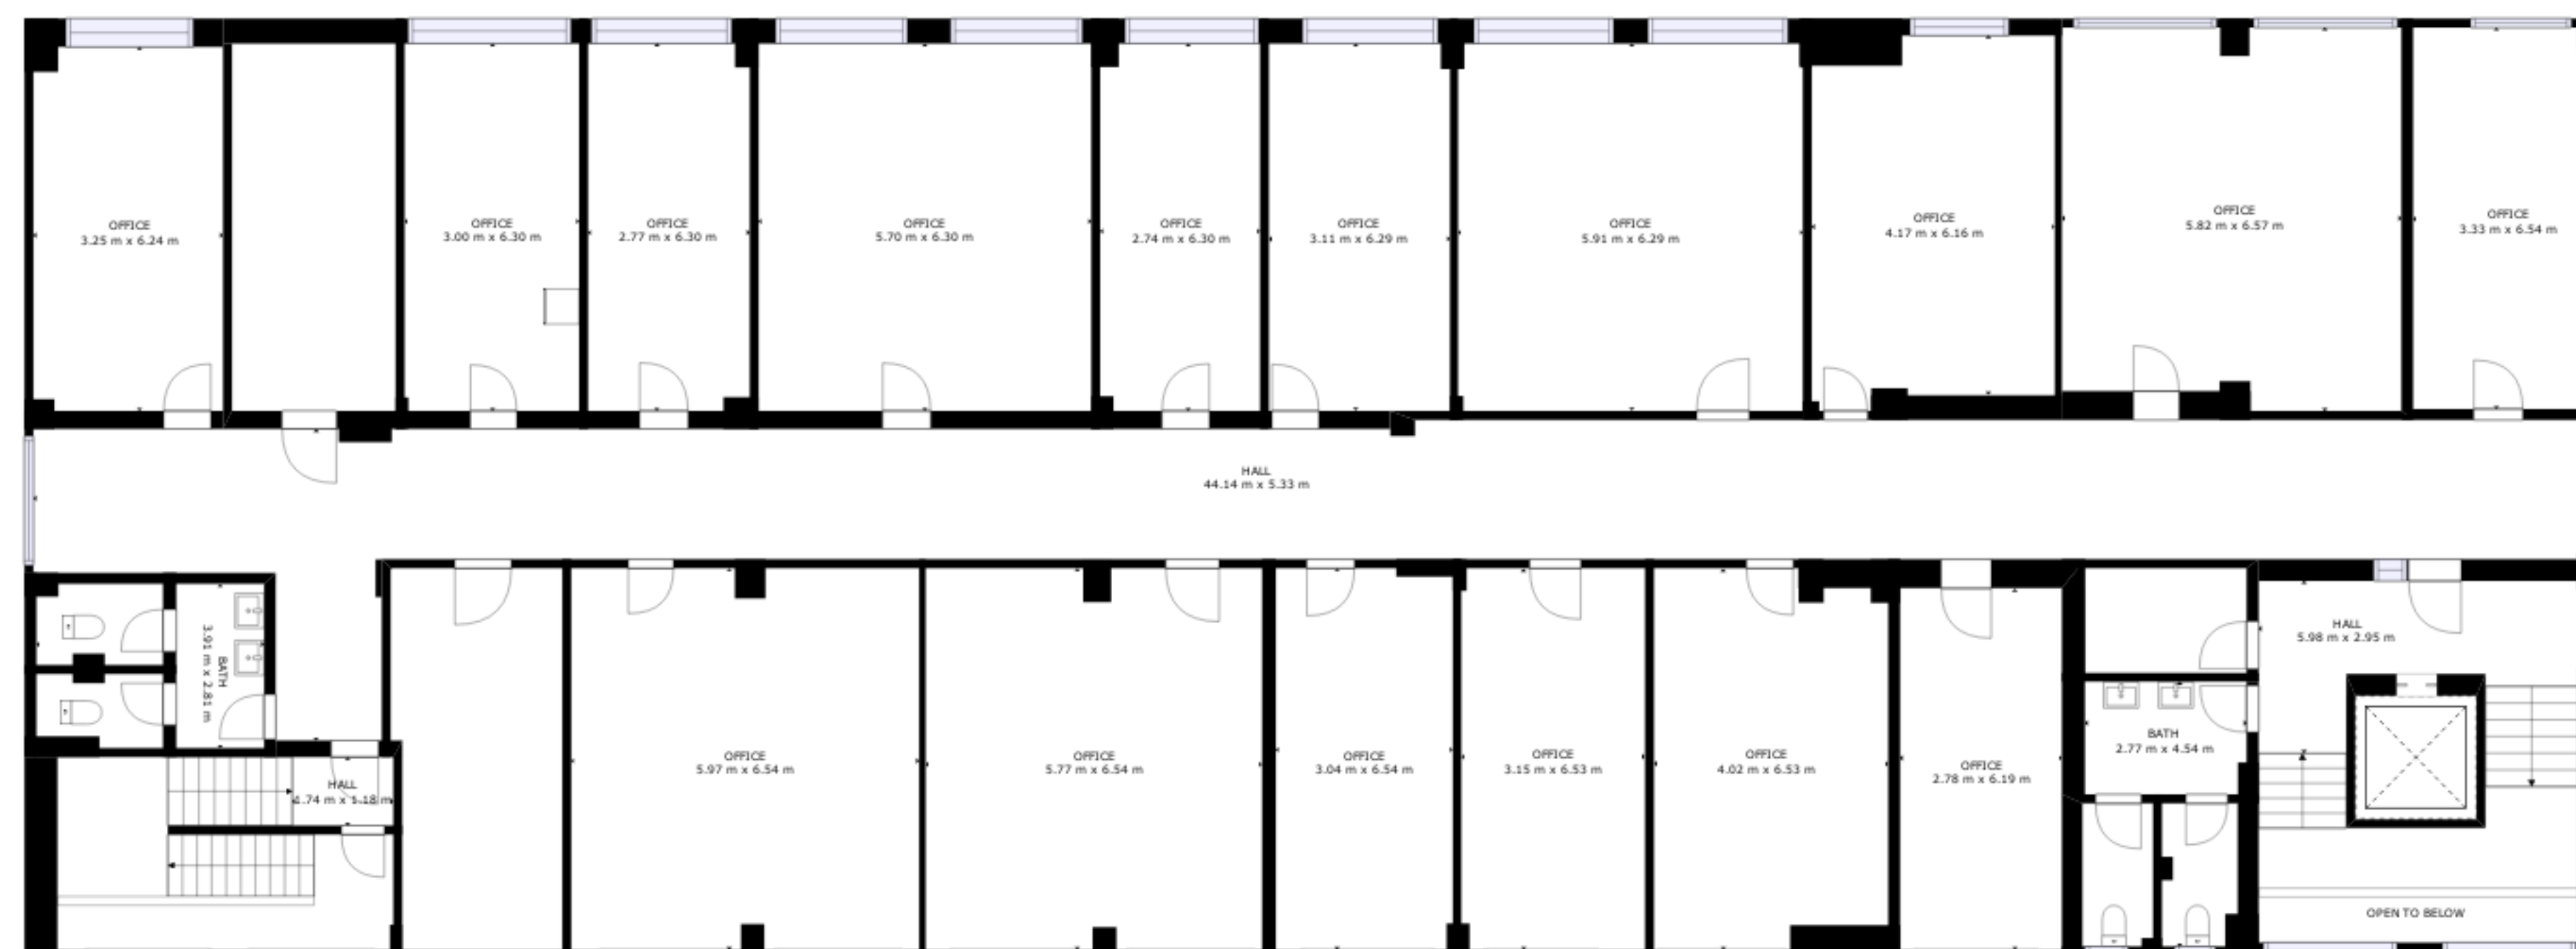 OFFICE
3.25 m x 6.24 m
OFFICE
3.00 m x 6.30 m
OFFICE
2.77 m x 6.30 m
OFFICE
5.70 m x 6.30 m
OFFICE
2.74 m x 6.30 m
OFFICE
3.11 m x 6.29 m
OFFICE
5.91 m x 6.29 m
OFFICE
4.17 m x 6.16 m
OFFICE
5.82 m x 6.57 m
OFFICE
3.33 m x 6.54 m
HALL
44.14 m x 5.33 m
BATH
3.91 m x 2.81 m
HALL
1.74 m x 1.18 m
OFFICE
5.97 m x 6.54 m
OFFICE
5.77 m x 6.54 m
OFFICE
3.04 m x 6.54 m
OFFICE
3.15 m x 6.53 m
OFFICE
4.02 m x 6.53 m
OFFICE
2.78 m x 6.19 m
BATH
2.77 m x 4.54 m
HALL
5.98 m x 2.95 m
OPEN TO BELOW